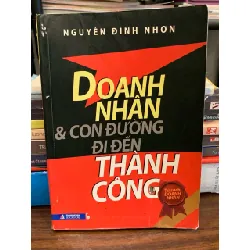 NGUYỄN ĐÌNH NHƠN
DOANH
NHÂN
& CON ĐƯỜNG
ĐI ĐẾN
THÀNH
CÔNG